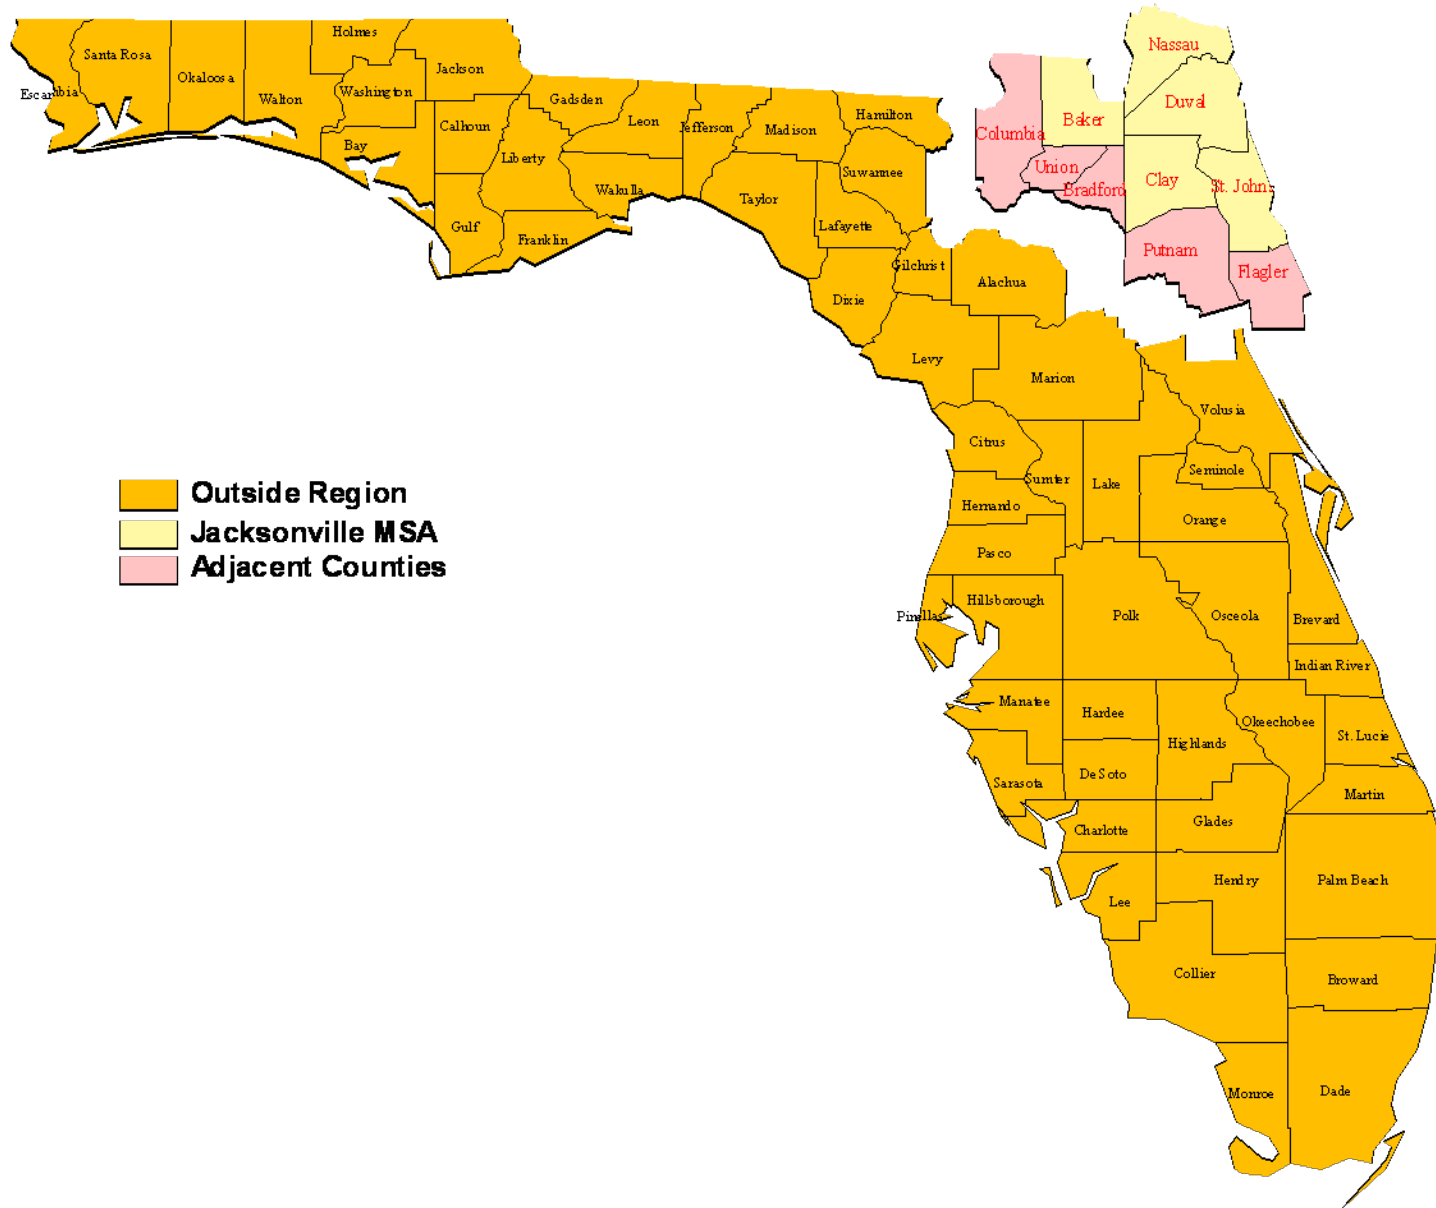 Holmes
Nassau
Santa Rosa
Jackson
Okaloosa
Escambia
Walton
Washington
Gadsden
Duval
Calhoun
Leon
Jefferson
Madison
Hamilton
Baker
Columbia
Bay
Liberty
Suwannee
Union
Bradford
Clay
St. Johns
Wakulla
Taylor
Gulf
Lafayette
Franklin
Putnam
Gilchrist
Flagler
Alachua
Dixie
Levy
Marion
Volusia
Citrus
Seminole
Sumter
Lake
Outside Region
Hernando
Orange
Jacksonville MSA
Pasco
Adjacent Counties
Hillsborough
Pinellas
Polk
Osceola
Brevard
Indian River
Manatee
Hardee
Okeechobee
St. Lucie
Highlands
DeSoto
Sarasota
Martin
Charlotte
Glades
Hendry
Palm Beach
Lee
Collier
Broward
Monroe
Dade